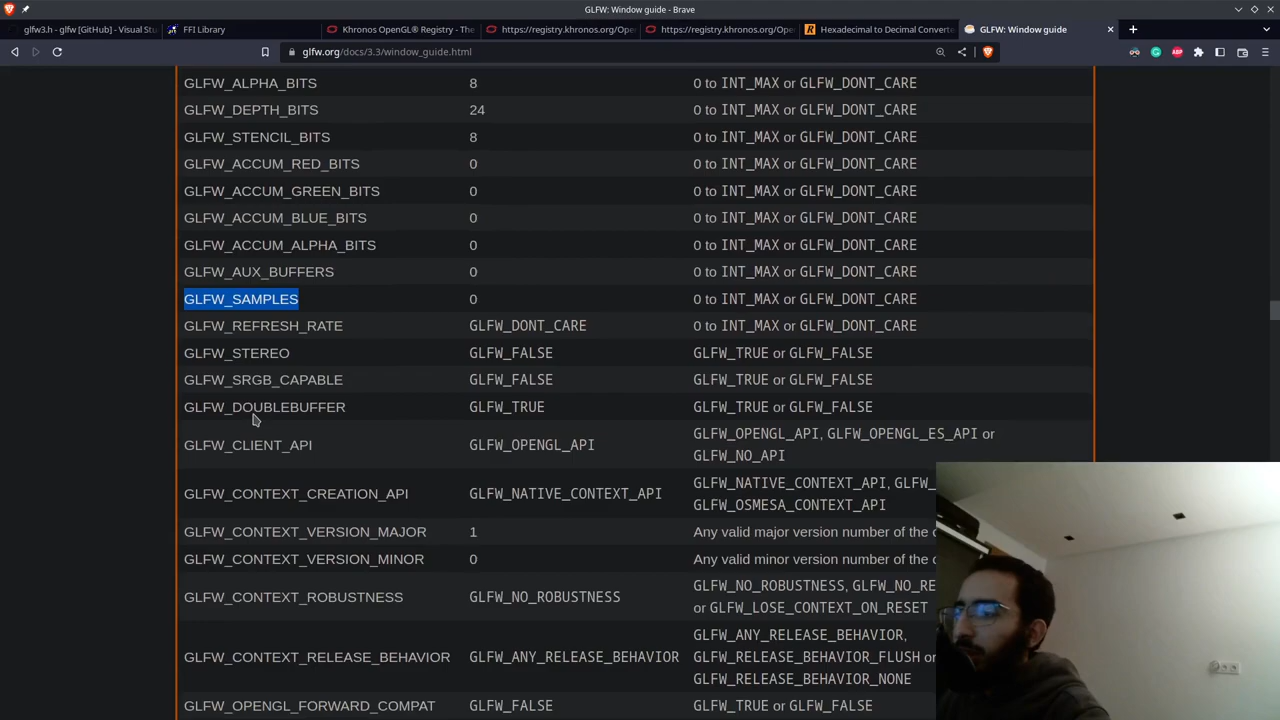 GLFW: Window guide - Brave
glfw3.h - glfw [GitHub] - Visual Stu
FFI Library
Khronos OpenGL® Registry - The
https://registry.khronos.org/Ope
https://registry.khronos.org/Ope
Hexadecimal to Decimal Converte
GLFW: Window guide
glfw.org/docs/3.3/window_guide.html
GLFW_ALPHA_BITS 8 0 to INT_MAX or GLFW_DONT_CARE
GLFW_DEPTH_BITS 24 0 to INT_MAX or GLFW_DONT_CARE
GLFW_STENCIL_BITS 8 0 to INT_MAX or GLFW_DONT_CARE
GLFW_ACCUM_RED_BITS 0 0 to INT_MAX or GLFW_DONT_CARE
GLFW_ACCUM_GREEN_BITS 0 0 to INT_MAX or GLFW_DONT_CARE
GLFW_ACCUM_BLUE_BITS 0 0 to INT_MAX or GLFW_DONT_CARE
GLFW_ACCUM_ALPHA_BITS 0 0 to INT_MAX or GLFW_DONT_CARE
GLFW_AUX_BUFFERS 0 0 to INT_MAX or GLFW_DONT_CARE
GLFW_SAMPLES 0 0 to INT_MAX or GLFW_DONT_CARE
GLFW_REFRESH_RATE GLFW_DONT_CARE 0 to INT_MAX or GLFW_DONT_CARE
GLFW_STEREO GLFW_FALSE GLFW_TRUE or GLFW_FALSE
GLFW_SRGB_CAPABLE GLFW_FALSE GLFW_TRUE or GLFW_FALSE
GLFW_DOUBLEBUFFER GLFW_TRUE GLFW_TRUE or GLFW_FALSE
GLFW_CLIENT_API GLFW_OPENGL_API GLFW_OPENGL_API, GLFW_OPENGL_ES_API or
GLFW_NO_API
GLFW_CONTEXT_CREATION_API GLFW_NATIVE_CONTEXT_API GLFW_NATIVE_CONTEXT_API, GLFW_
GLFW_OSMESA_CONTEXT_API
GLFW_CONTEXT_VERSION_MAJOR 1 Any valid major version number of the c
GLFW_CONTEXT_VERSION_MINOR 0 Any valid minor version number of the c
GLFW_CONTEXT_ROBUSTNESS GLFW_NO_ROBUSTNESS GLFW_NO_ROBUSTNESS, GLFW_NO_RE
or GLFW_LOSE_CONTEXT_ON_RESET
GLFW_CONTEXT_RELEASE_BEHAVIOR GLFW_ANY_RELEASE_BEHAVIOR GLFW_ANY_RELEASE_BEHAVIOR,
GLFW_RELEASE_BEHAVIOR_FLUSH or
GLFW_RELEASE_BEHAVIOR_NONE
GLFW_OPENGL_FORWARD_COMPAT GLFW_FALSE GLFW_TRUE or GLFW_FALSE